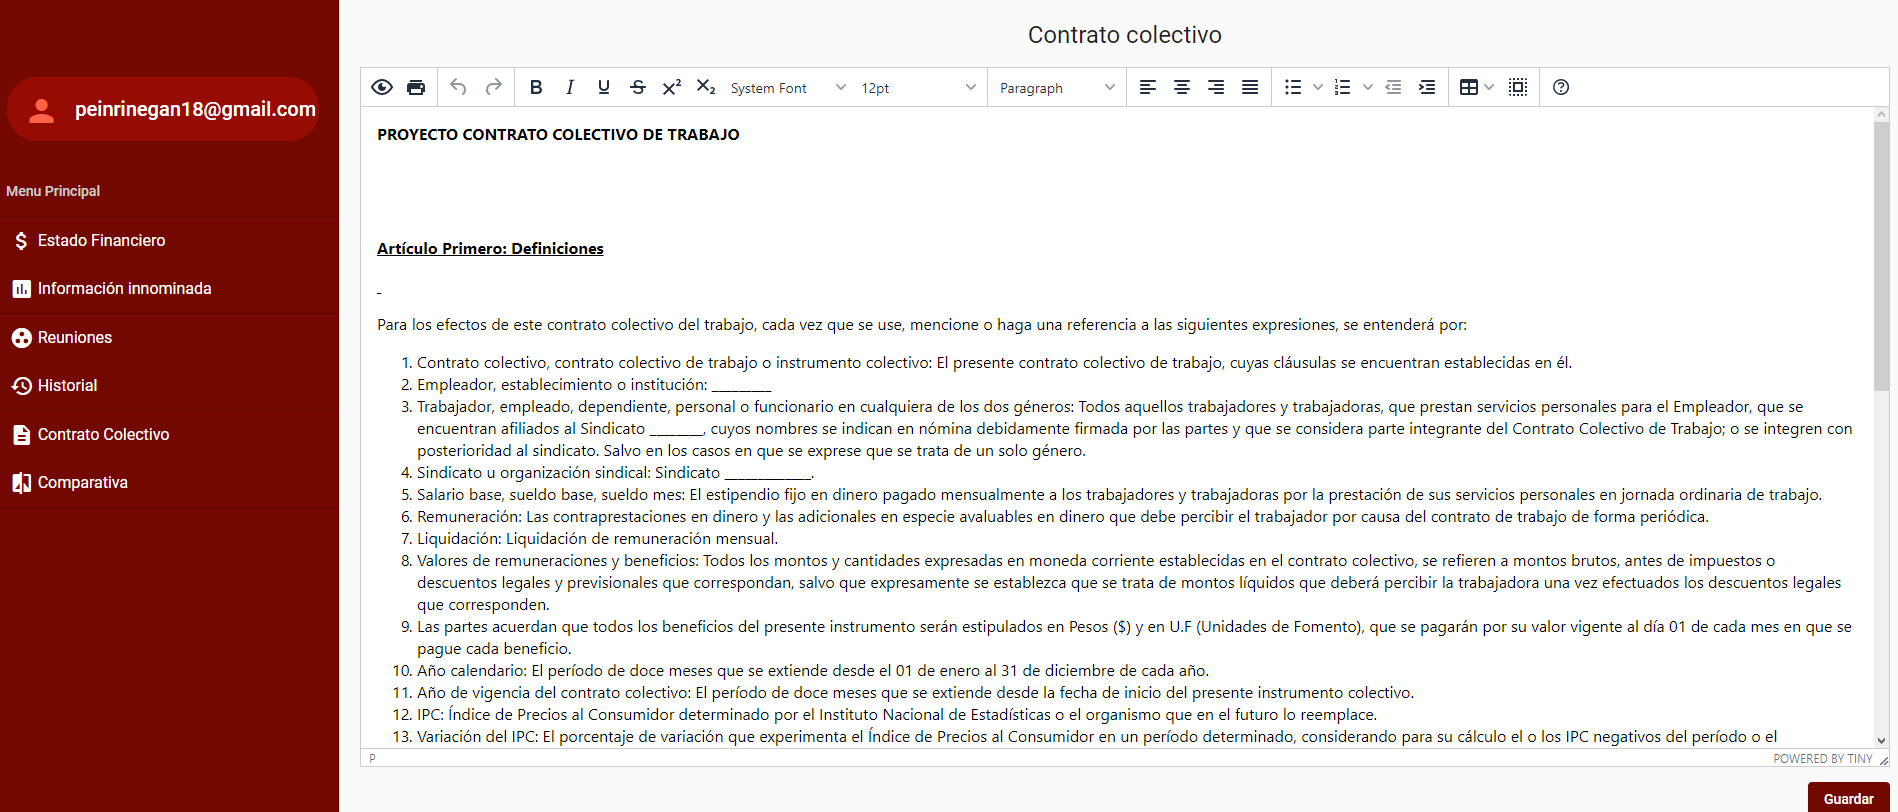 peinrinegan18@gmail.com
Menu Principal
Estado Financiero
Información innominada
Reuniones
Historial
Contrato Colectivo
Comparativa
Contrato colectivo
B I U S X² X₂ System Font 12pt Paragraph
PROYECTO CONTRATO COLECTIVO DE TRABAJO
Artículo Primero: Definiciones
Para los efectos de este contrato colectivo del trabajo, cada vez que se use, mencione o haga una referencia a las siguientes expresiones, se entenderá por:
1. Contrato colectivo, contrato colectivo de trabajo o instrumento colectivo: El presente contrato colectivo de trabajo, cuyas cláusulas se encuentran establecidas en él.
2. Empleador, establecimiento o institución: _________
3. Trabajador, empleado, dependiente, personal o funcionario en cualquiera de los dos géneros: Todos aquellos trabajadores y trabajadoras, que prestan servicios personales para el Empleador, que se
encuentran afiliados al Sindicato ________, cuyos nombres se indican en nómina debidamente firmada por las partes y que se considera parte integrante del Contrato Colectivo de Trabajo; o se integren con
posterioridad al sindicato. Salvo en los casos en que se exprese que se trata de un solo género.
4. Sindicato u organización sindical: Sindicato _____________.
5. Salario base, sueldo base, sueldo mes: El estipendio fijo en dinero pagado mensualmente a los trabajadores y trabajadoras por la prestación de sus servicios personales en jornada ordinaria de trabajo.
6. Remuneración: Las contraprestaciones en dinero y las adicionales en especie avaluables en dinero que debe percibir el trabajador por causa del contrato de trabajo de forma periódica.
7. Liquidación: Liquidación de remuneración mensual.
8. Valores de remuneraciones y beneficios: Todos los montos y cantidades expresadas en moneda corriente establecidas en el contrato colectivo, se refieren a montos brutos, antes de impuestos o
descuentos legales y previsionales que correspondan, salvo que expresamente se establezca que se trata de montos líquidos que deberá percibir la trabajadora una vez efectuados los descuentos legales
que corresponden.
9. Las partes acuerdan que todos los beneficios del presente instrumento serán estipulados en Pesos ($) y en U.F (Unidades de Fomento), que se pagarán por su valor vigente al día 01 de cada mes en que se
pague cada beneficio.
10. Año calendario: El período de doce meses que se extiende desde el 01 de enero al 31 de diciembre de cada año.
11. Año de vigencia del contrato colectivo: El período de doce meses que se extiende desde la fecha de inicio del presente instrumento colectivo.
12. IPC: Índice de Precios al Consumidor determinado por el Instituto Nacional de Estadísticas o el organismo que en el futuro lo reemplace.
13. Variación del IPC: El porcentaje de variación que experimenta el Índice de Precios al Consumidor en un período determinado, considerando para su cálculo el o los IPC negativos del período o el
P
POWERED BY TINY
Guardar